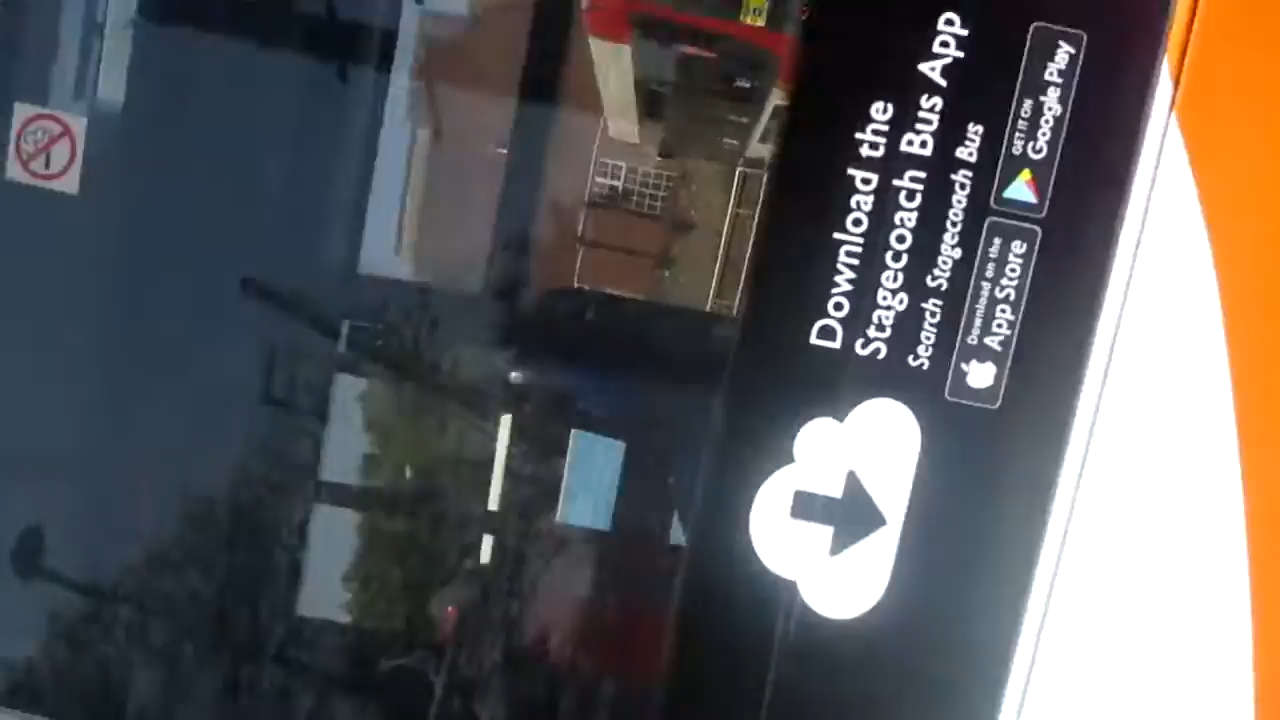 Download the
Stagecoach Bus App
Search Stagecoach Bus
Download on the
App Store
GET IT ON
Google Play